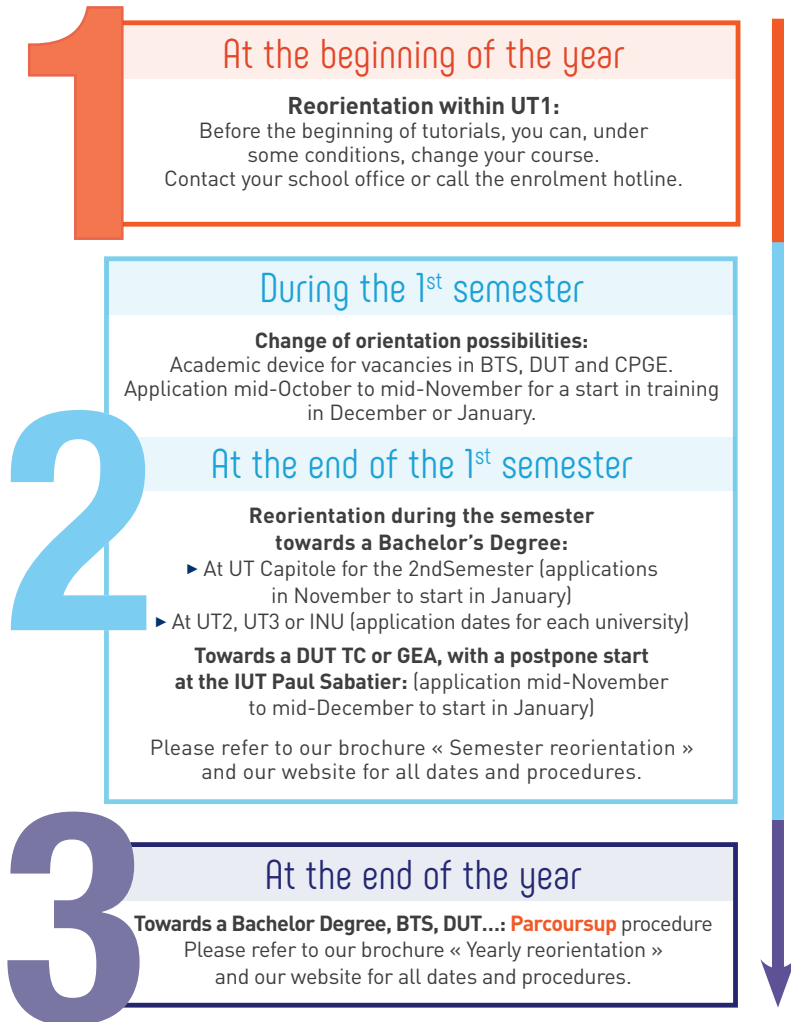 1
At the beginning of the year
Reorientation within UT1:
Before the beginning of tutorials, you can, under
some conditions, change your course.
Contact your school office or call the enrolment hotline.
2
During the 1st semester
Change of orientation possibilities:
Academic device for vacancies in BTS, DUT and CPGE.
Application mid-October to mid-November for a start in training
in December or January.
At the end of the 1st semester
Reorientation during the semester
towards a Bachelor's Degree:
► At UT Capitole for the 2ndSemester (applications
in November to start in January)
► At UT2, UT3 or INU (application dates for each university)
Towards a DUT TC or GEA, with a postpone start
at the IUT Paul Sabatier: (application mid-November
to mid-December to start in January)
Please refer to our brochure « Semester reorientation »
and our website for all dates and procedures.
3
At the end of the year
Towards a Bachelor Degree, BTS, DUT...: Parcoursup procedure
Please refer to our brochure « Yearly reorientation »
and our website for all dates and procedures.